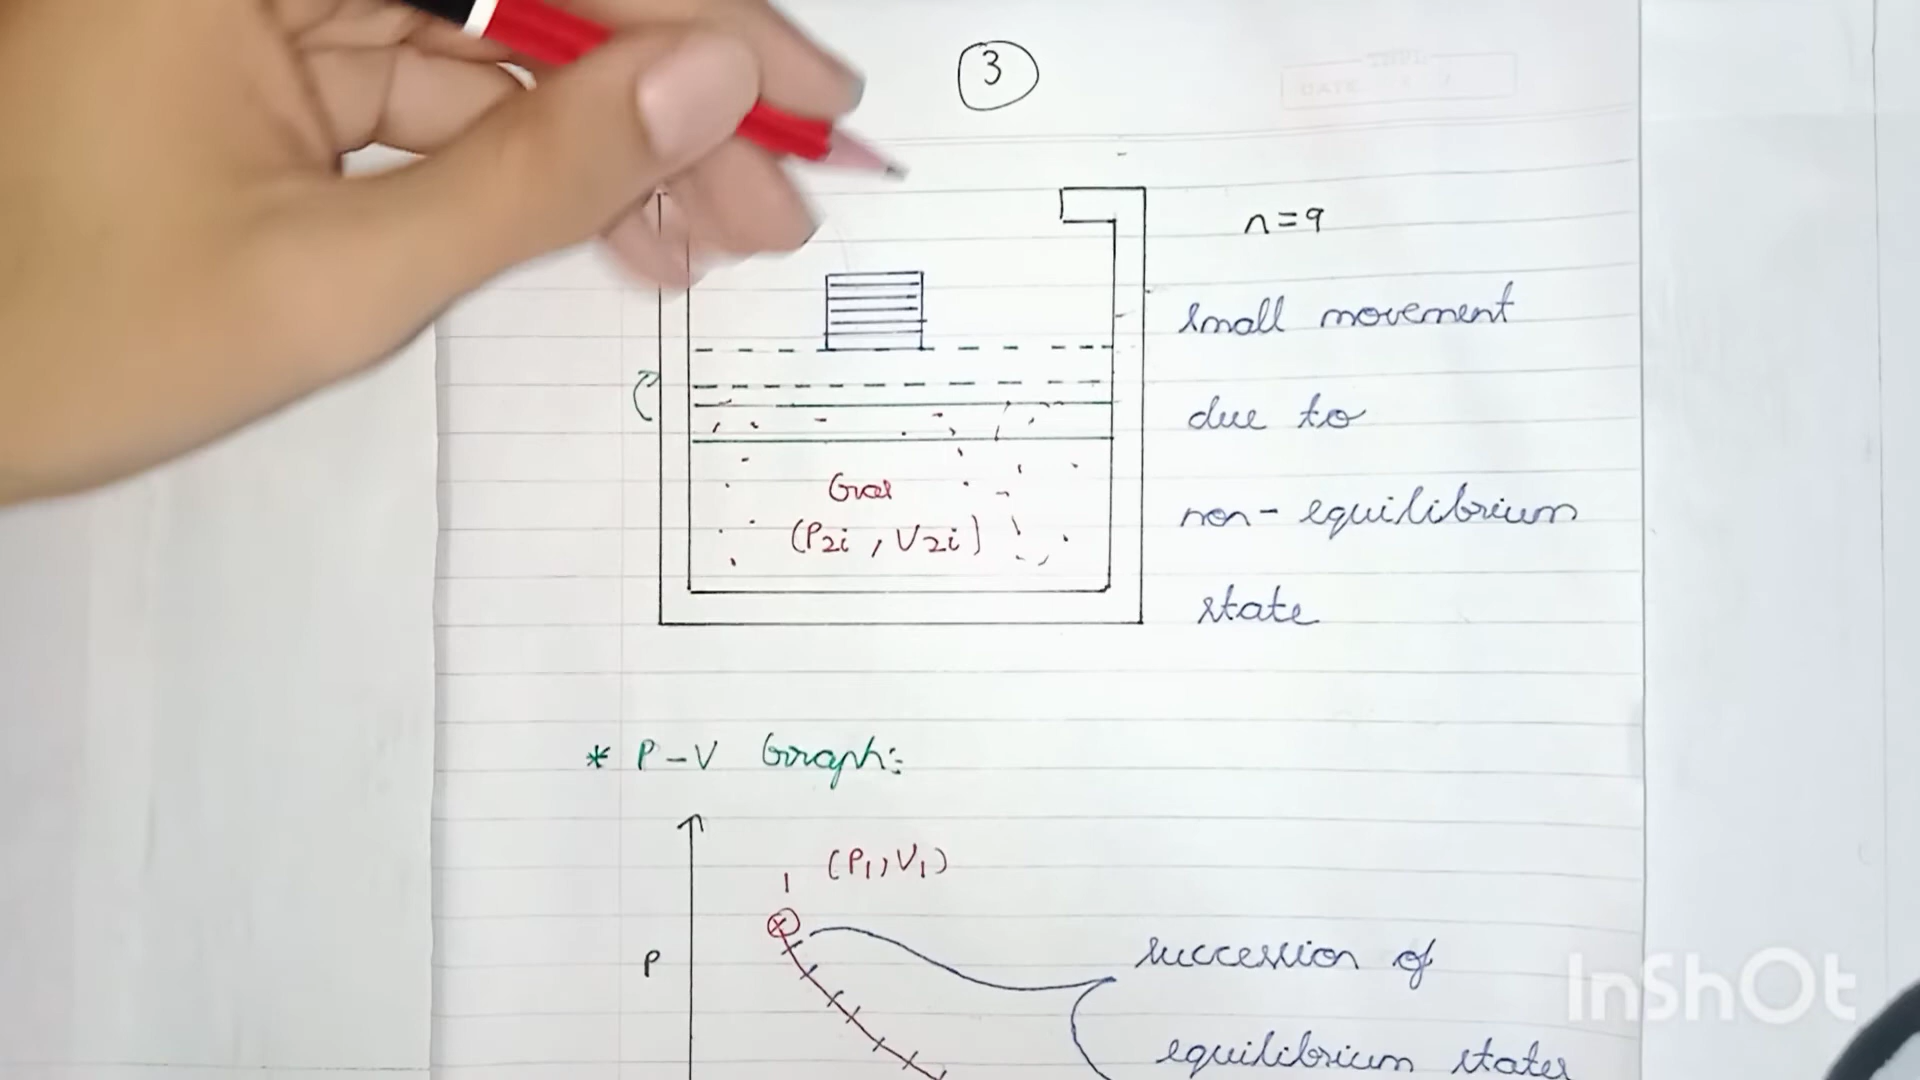 3
n=9
small movement
due to
non-equilibrium
state
Gas
(P2i, V2i)
* P-V Graph:
(P1, V1)
1
P
succession of
equilibrium states
InShOt